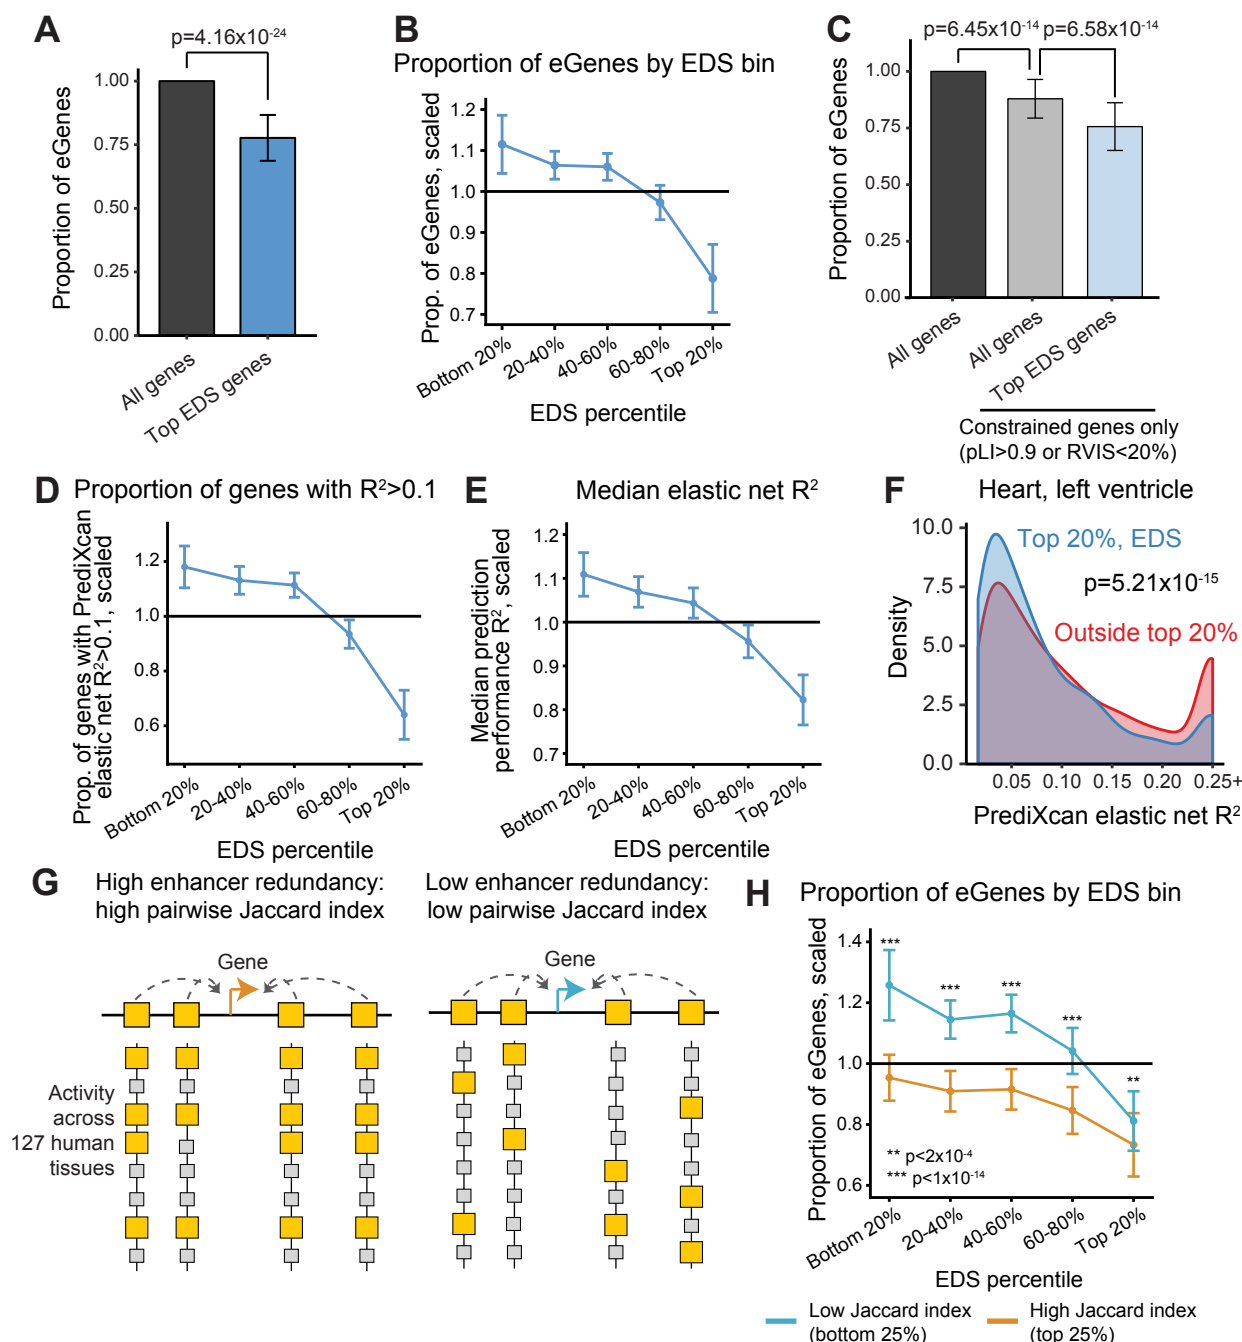 A
p=4.16x10-24
Proportion of eGenes
1.00
0.75
0.50
0.25
0.00
All genes
Top EDS genes
B
Proportion of eGenes by EDS bin
Prop. of eGenes, scaled
1.2
1.1
1.0
0.9
0.8
0.7
Bottom 20%
20-40%
40-60%
60-80%
Top 20%
EDS percentile
C
p=6.45x10-14
p=6.58x10-14
Proportion of eGenes
1.00
0.75
0.50
0.25
0.00
All genes
All genes
Top EDS genes
Constrained genes only
(pLI>0.9 or RVIS<20%)
D
Proportion of genes with R2>0.1
Prop. of genes with PrediXcan
elastic net R2>0.1, scaled
1.2
1.0
0.8
0.6
Bottom 20%
20-40%
40-60%
60-80%
Top 20%
EDS percentile
E
Median elastic net R2
Median prediction
performance R2, scaled
1.2
1.1
1.0
0.9
0.8
0.7
Bottom 20%
20-40%
40-60%
60-80%
Top 20%
EDS percentile
F
Heart, left ventricle
Density
10.0
7.5
5.0
2.5
0.0
Top 20%, EDS
p=5.21x10-15
Outside top 20%
0.05
0.10
0.15
0.20
0.25+
PrediXcan elastic net R2
G
High enhancer redundancy:
high pairwise Jaccard index
Gene
Activity
across
127 human
tissues
Low enhancer redundancy:
low pairwise Jaccard index
Gene
H
Proportion of eGenes by EDS bin
Proportion of eGenes, scaled
1.4
1.2
1.0
0.8
0.6
***
***
***
***
**
** p<2x10-4
*** p<1x10-14
Bottom 20%
20-40%
40-60%
60-80%
Top 20%
EDS percentile
Low Jaccard index
(bottom 25%)
High Jaccard index
(top 25%)